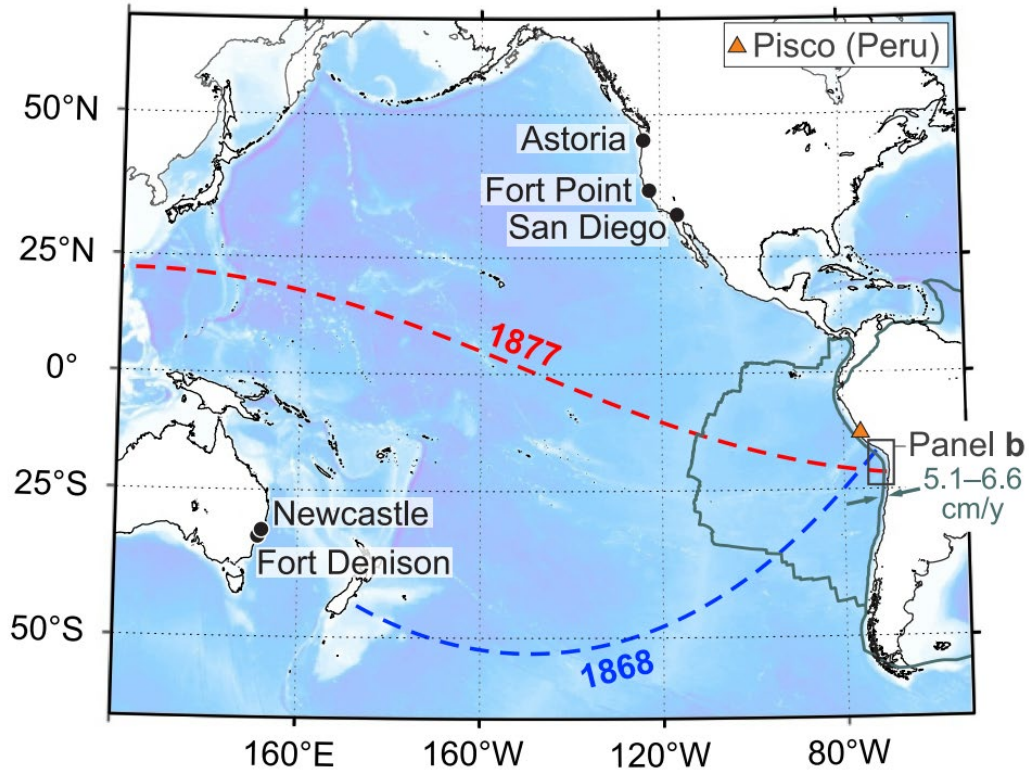 Pisco (Peru)
50°N
Astoria
Fort Point
San Diego
25°N
1877
0°
Panel b
25°S
5.1–6.6
cm/y
Newcastle
Fort Denison
50°S
1868
160°E
160°W
120°W
80°W